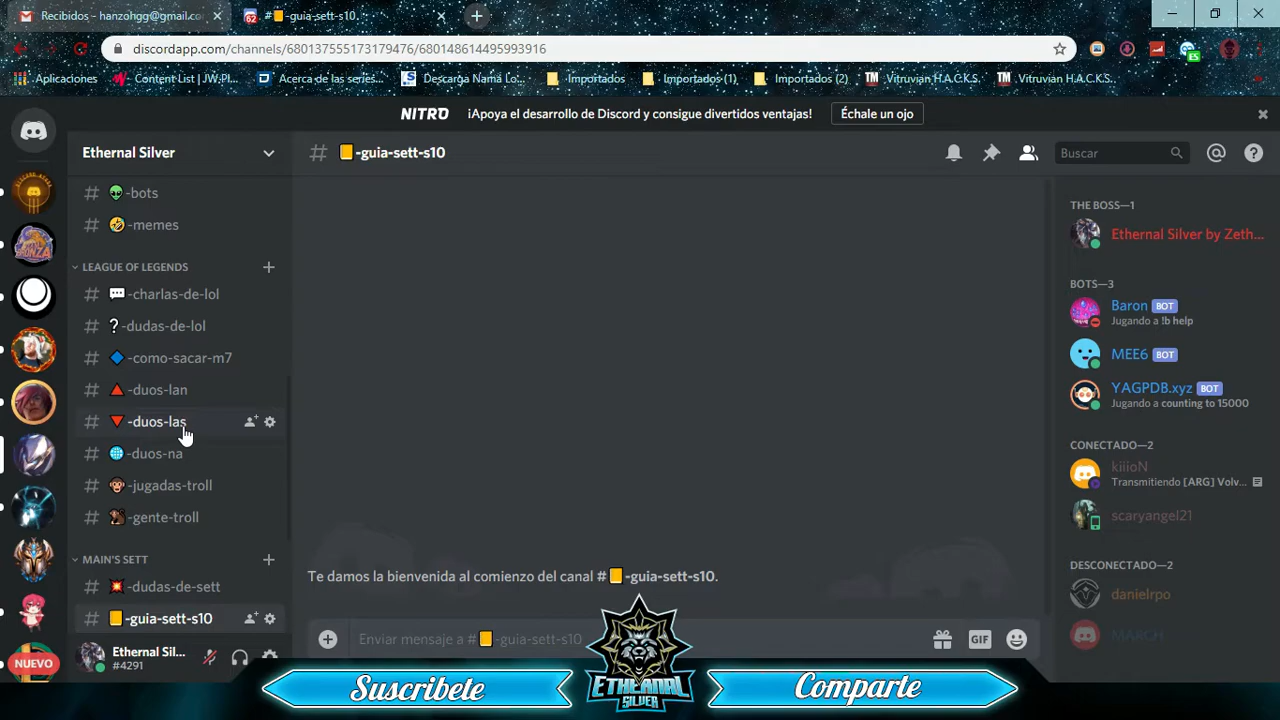 Recibidos - hanzohgg@gmail.co
62
#-guia-sett-s10.
discordapp.com/channels/680137555173179476/680148614495993916
Aplicaciones
Content List | JW Pl...
Acerca de las series...
Descarga Nama Lo...
Importados
Importados (1)
Importados (2)
TM Vitruvian H.A.C.K.S...
TM Vitruvian H.A.C.K.S...
NITRO ¡Apoya el desarrollo de Discord y consigue divertidos ventajas! Échale un ojo
Ethernal Silver
# -guia-sett-s10
Buscar
# -bots
# -memes
LEAGUE OF LEGENDS
# -charlas-de-lol
# ?-dudas-de-lol
# -como-sacar-m7
# -duos-lan
# -duos-las
# -duos-na
# -jugadas-troll
# -gente-troll
MAIN'S SETT
# -dudas-de-sett
# -guia-sett-s10
NUEVO
Ethernal Sil...
#4291
Te damos la bienvenida al comienzo del canal #-guia-sett-s10.
Enviar mensaje a #-guia-sett-s10
GIF
THE BOSS—1
Ethernal Silver by Zeth...
BOTS—3
Baron BOT
Jugando a !b help
MEE6 BOT
YAGPDB.xyz BOT
Jugando a counting to 15000
CONECTADO—2
kiiioN
Transmitiendo [ARG] Volv...
scaryangel21
DESCONECTADO—2
danielrpo
MARCH
Suscribete
ETHERNAL
SILVER
Comparte